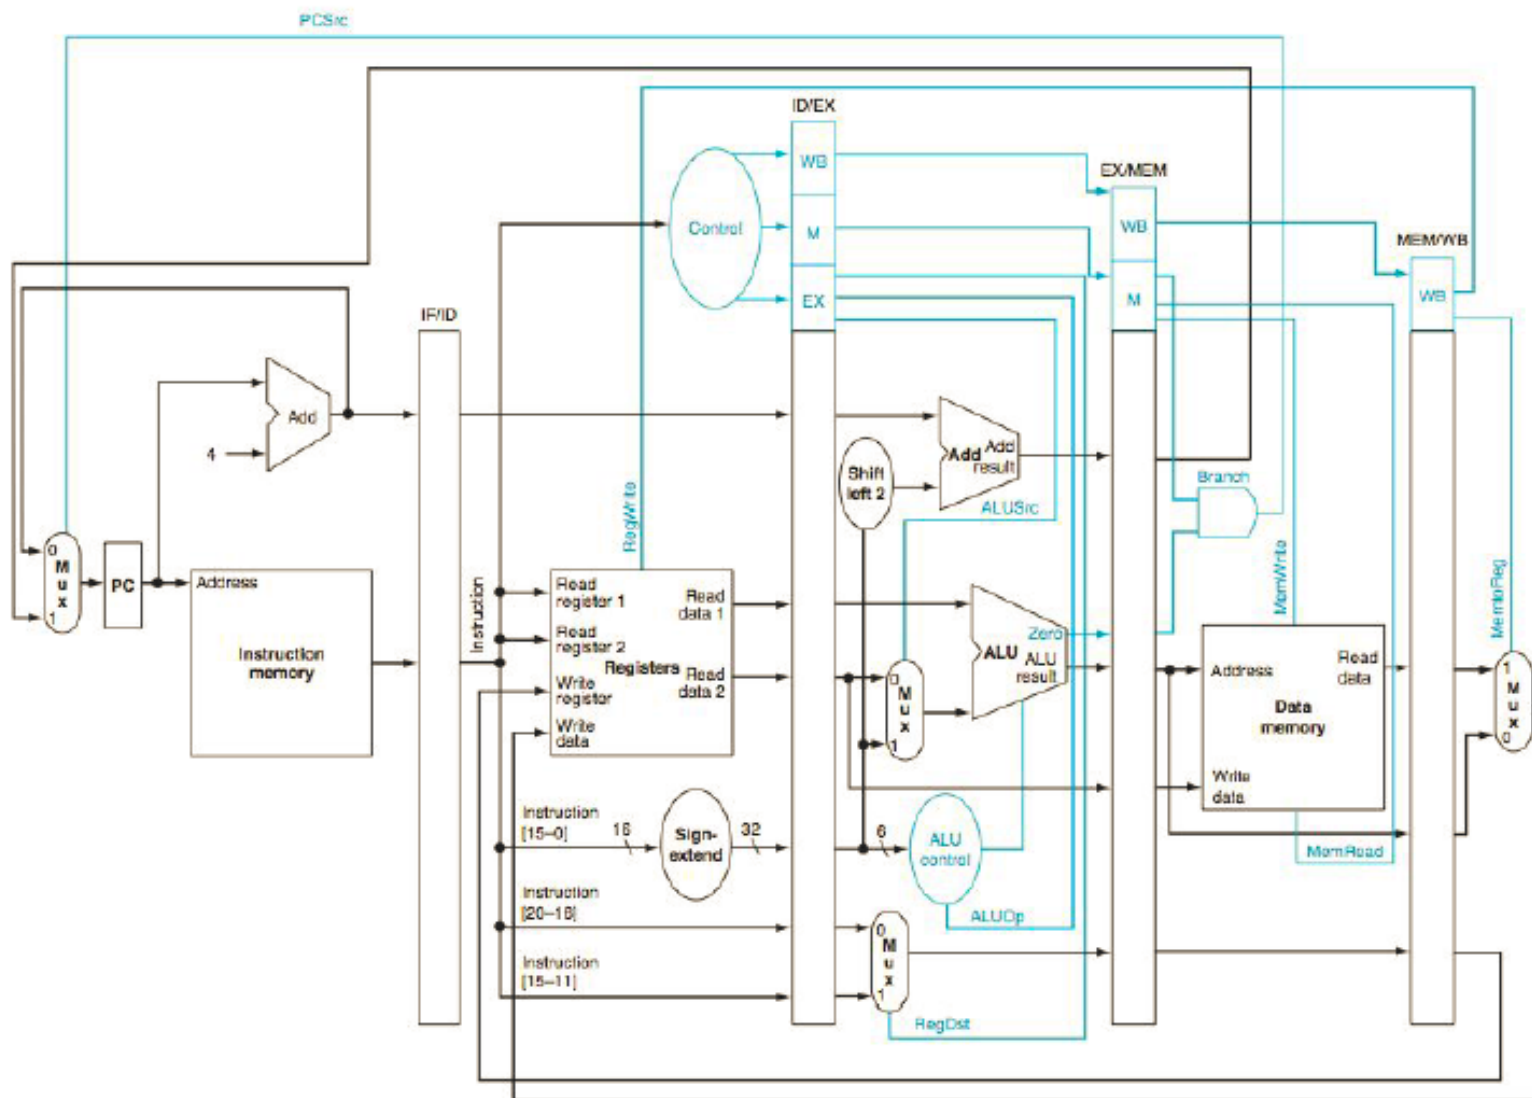 PCSrc
ID/EX
WB
EX/MEM
Control
M
WB
MEM/WB
EX
M
WB
IF/ID
Add
4
Shift
left 2
Add
Add
result
Branch
RegWrite
ALUSrc
MemWrite
MemtoReg
0
M
u
x
1
PC
Address
Instruction
memory
Instruction
Read
register 1
Read
data 1
Read
register 2
Registers
Read
data 2
Write
register
Write
data
0
M
u
x
1
Zero
ALU
ALU
result
Address
Read
data
Data
memory
Write
data
1
M
u
x
0
Instruction
[15–0]
16
Sign-
extend
32
6
ALU
control
MemRead
Instruction
[20–16]
ALUOp
0
M
u
x
1
Instruction
[15–11]
RegDst